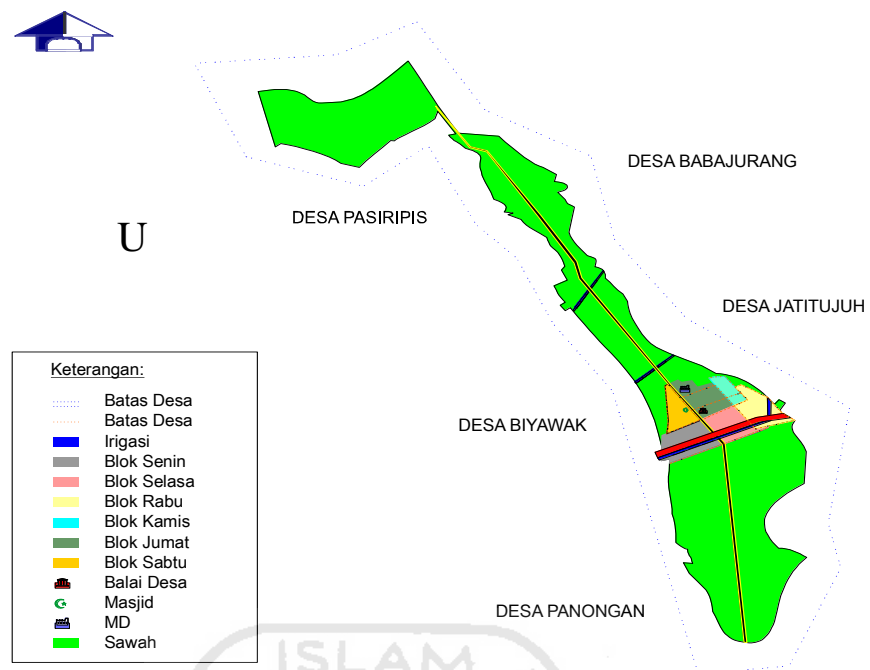 DESA BABAJURANG
DESA PASIRIPIS
U
DESA JATITUJUH
Keterangan:
Batas Desa
Batas Desa
Irigasi
Blok Senin
Blok Selasa
Blok Rabu
Blok Kamis
Blok Jumat
Blok Sabtu
Balai Desa
Masjid
MD
Sawah
DESA BIYAWAK
DESA PANONGAN
ISLAM